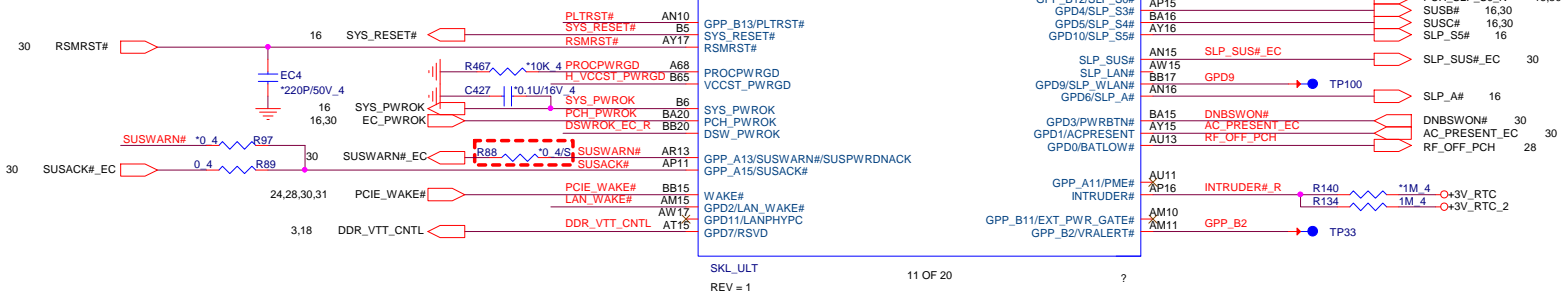 GPP_B12/SLP_S0#
PLTRST# AN10 GPP_B13/PLTRST# GPD4/SLP_S3# AP15 SUSB# 16,30
16 SYS_RESET# SYS_RESET# B5 SYS_RESET# GPD5/SLP_S4# BA16 SUSC# 16,30
30 RSMRST# RSMRST# AY17 RSMRST# GPD10/SLP_S5# AY16 SLP_S5# 16
SLP_SUS# AN15 SLP_SUS#_EC SLP_SUS#_EC 30
R467 *10K_4 PROCPWRGD A68 PROCPWRGD SLP_LAN# AW15
EC4 H_VCCST_PWRGD B65 VCCST_PWRGD GPD9/SLP_WLAN# BB17 GPD9 TP100
*220P/50V_4 C427 *0.1U/16V_4 GPD6/SLP_A# AN16 SLP_A# 16
16 SYS_PWROK SYS_PWROK B6 SYS_PWROK
16,30 EC_PWROK PCH_PWROK BA20 PCH_PWROK GPD3/PWRBTN# BA15 DNBSWON# DNBSWON# 30
DSWROK_EC_R BB20 DSW_PWROK GPD1/ACPRESENT AY15 AC_PRESENT_EC AC_PRESENT_EC 30
SUSWARN# *0_4 R97 GPD0/BATLOW# AU13 RF_OFF_PCH RF_OFF_PCH 28
30 SUSWARN#_EC R88 *0_4/S SUSWARN# AR13 GPP_A13/SUSWARN#/SUSPWRDNACK
30 SUSACK#_EC 0_4 R89 SUSACK# AP11 GPP_A15/SUSACK#
GPP_A11/PME# AU11
24,28,30,31 PCIE_WAKE# PCIE_WAKE# BB15 WAKE# INTRUDER# AP16 INTRUDER#_R R140 *1M_4 +3V_RTC
LAN_WAKE# AM15 GPD2/LAN_WAKE# R134 1M_4 +3V_RTC_2
AW17 GPD11/LANPHYPC GPP_B11/EXT_PWR_GATE# AM10
3,18 DDR_VTT_CNTL DDR_VTT_CNTL AT15 GPD7/RSVD GPP_B2/VRALERT# AM11 GPP_B2 TP33
SKL_ULT 11 OF 20 ?
REV = 1